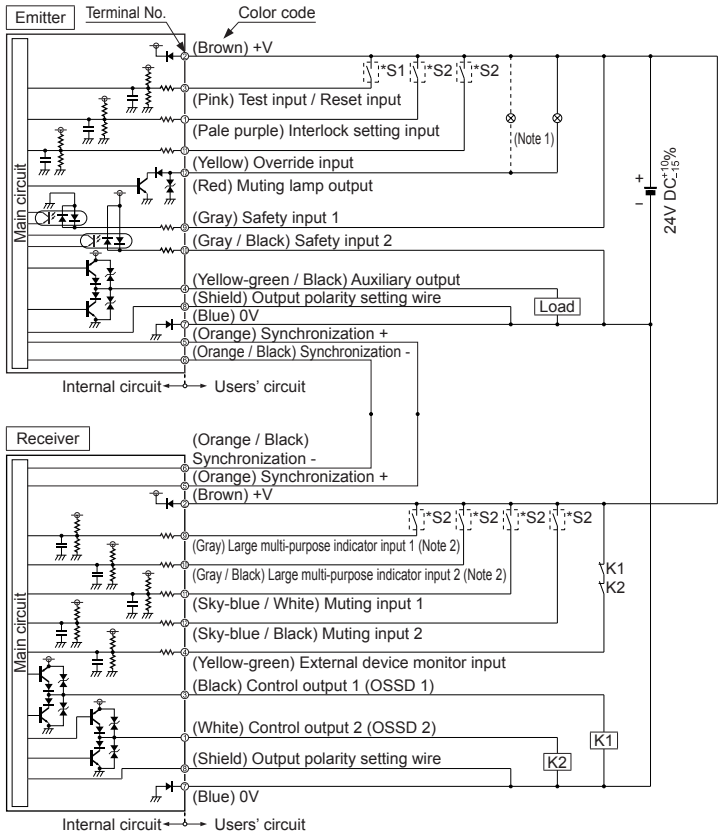 Emitter
Terminal No.
Color code
(Brown) +V
*S1
*S2
*S2
(Pink) Test input / Reset input
(Pale purple) Interlock setting input
(Note 1)
(Yellow) Override input
(Red) Muting lamp output
(Gray) Safety input 1
(Gray / Black) Safety input 2
(Yellow-green / Black) Auxiliary output
(Shield) Output polarity setting wire
Load
(Blue) 0V
(Orange) Synchronization +
(Orange / Black) Synchronization -
Main circuit
+
−
24V DC +10 -15 %
Internal circuit
Users' circuit
Receiver
(Orange / Black)
Synchronization -
(Orange) Synchronization +
(Brown) +V
*S2
*S2
*S2
*S2
(Gray) Large multi-purpose indicator input 1 (Note 2)
(Gray / Black) Large multi-purpose indicator input 2 (Note 2)
K1
K2
(Sky-blue / White) Muting input 1
(Sky-blue / Black) Muting input 2
(Yellow-green) External device monitor input
(Black) Control output 1 (OSSD 1)
(White) Control output 2 (OSSD 2)
K1
K2
(Shield) Output polarity setting wire
(Blue) 0V
Main circuit
Internal circuit
Users' circuit